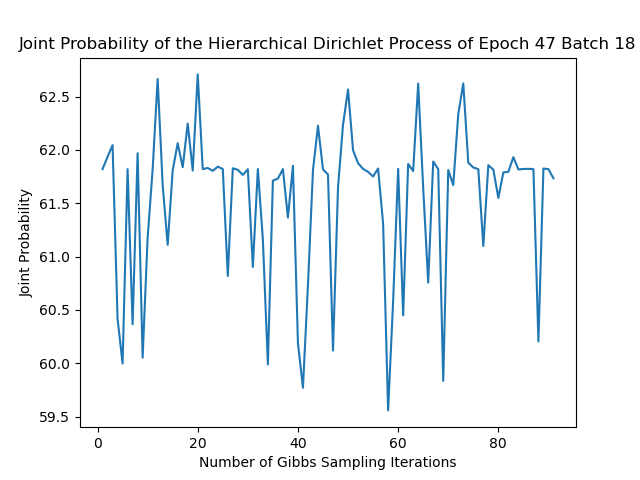 Joint Probability of the Hierarchical Dirichlet Process of Epoch 47 Batch 18
62.5
62.0
61.5
61.0
60.5
60.0
59.5
Joint Probability
0 20 40 60 80
Number of Gibbs Sampling Iterations